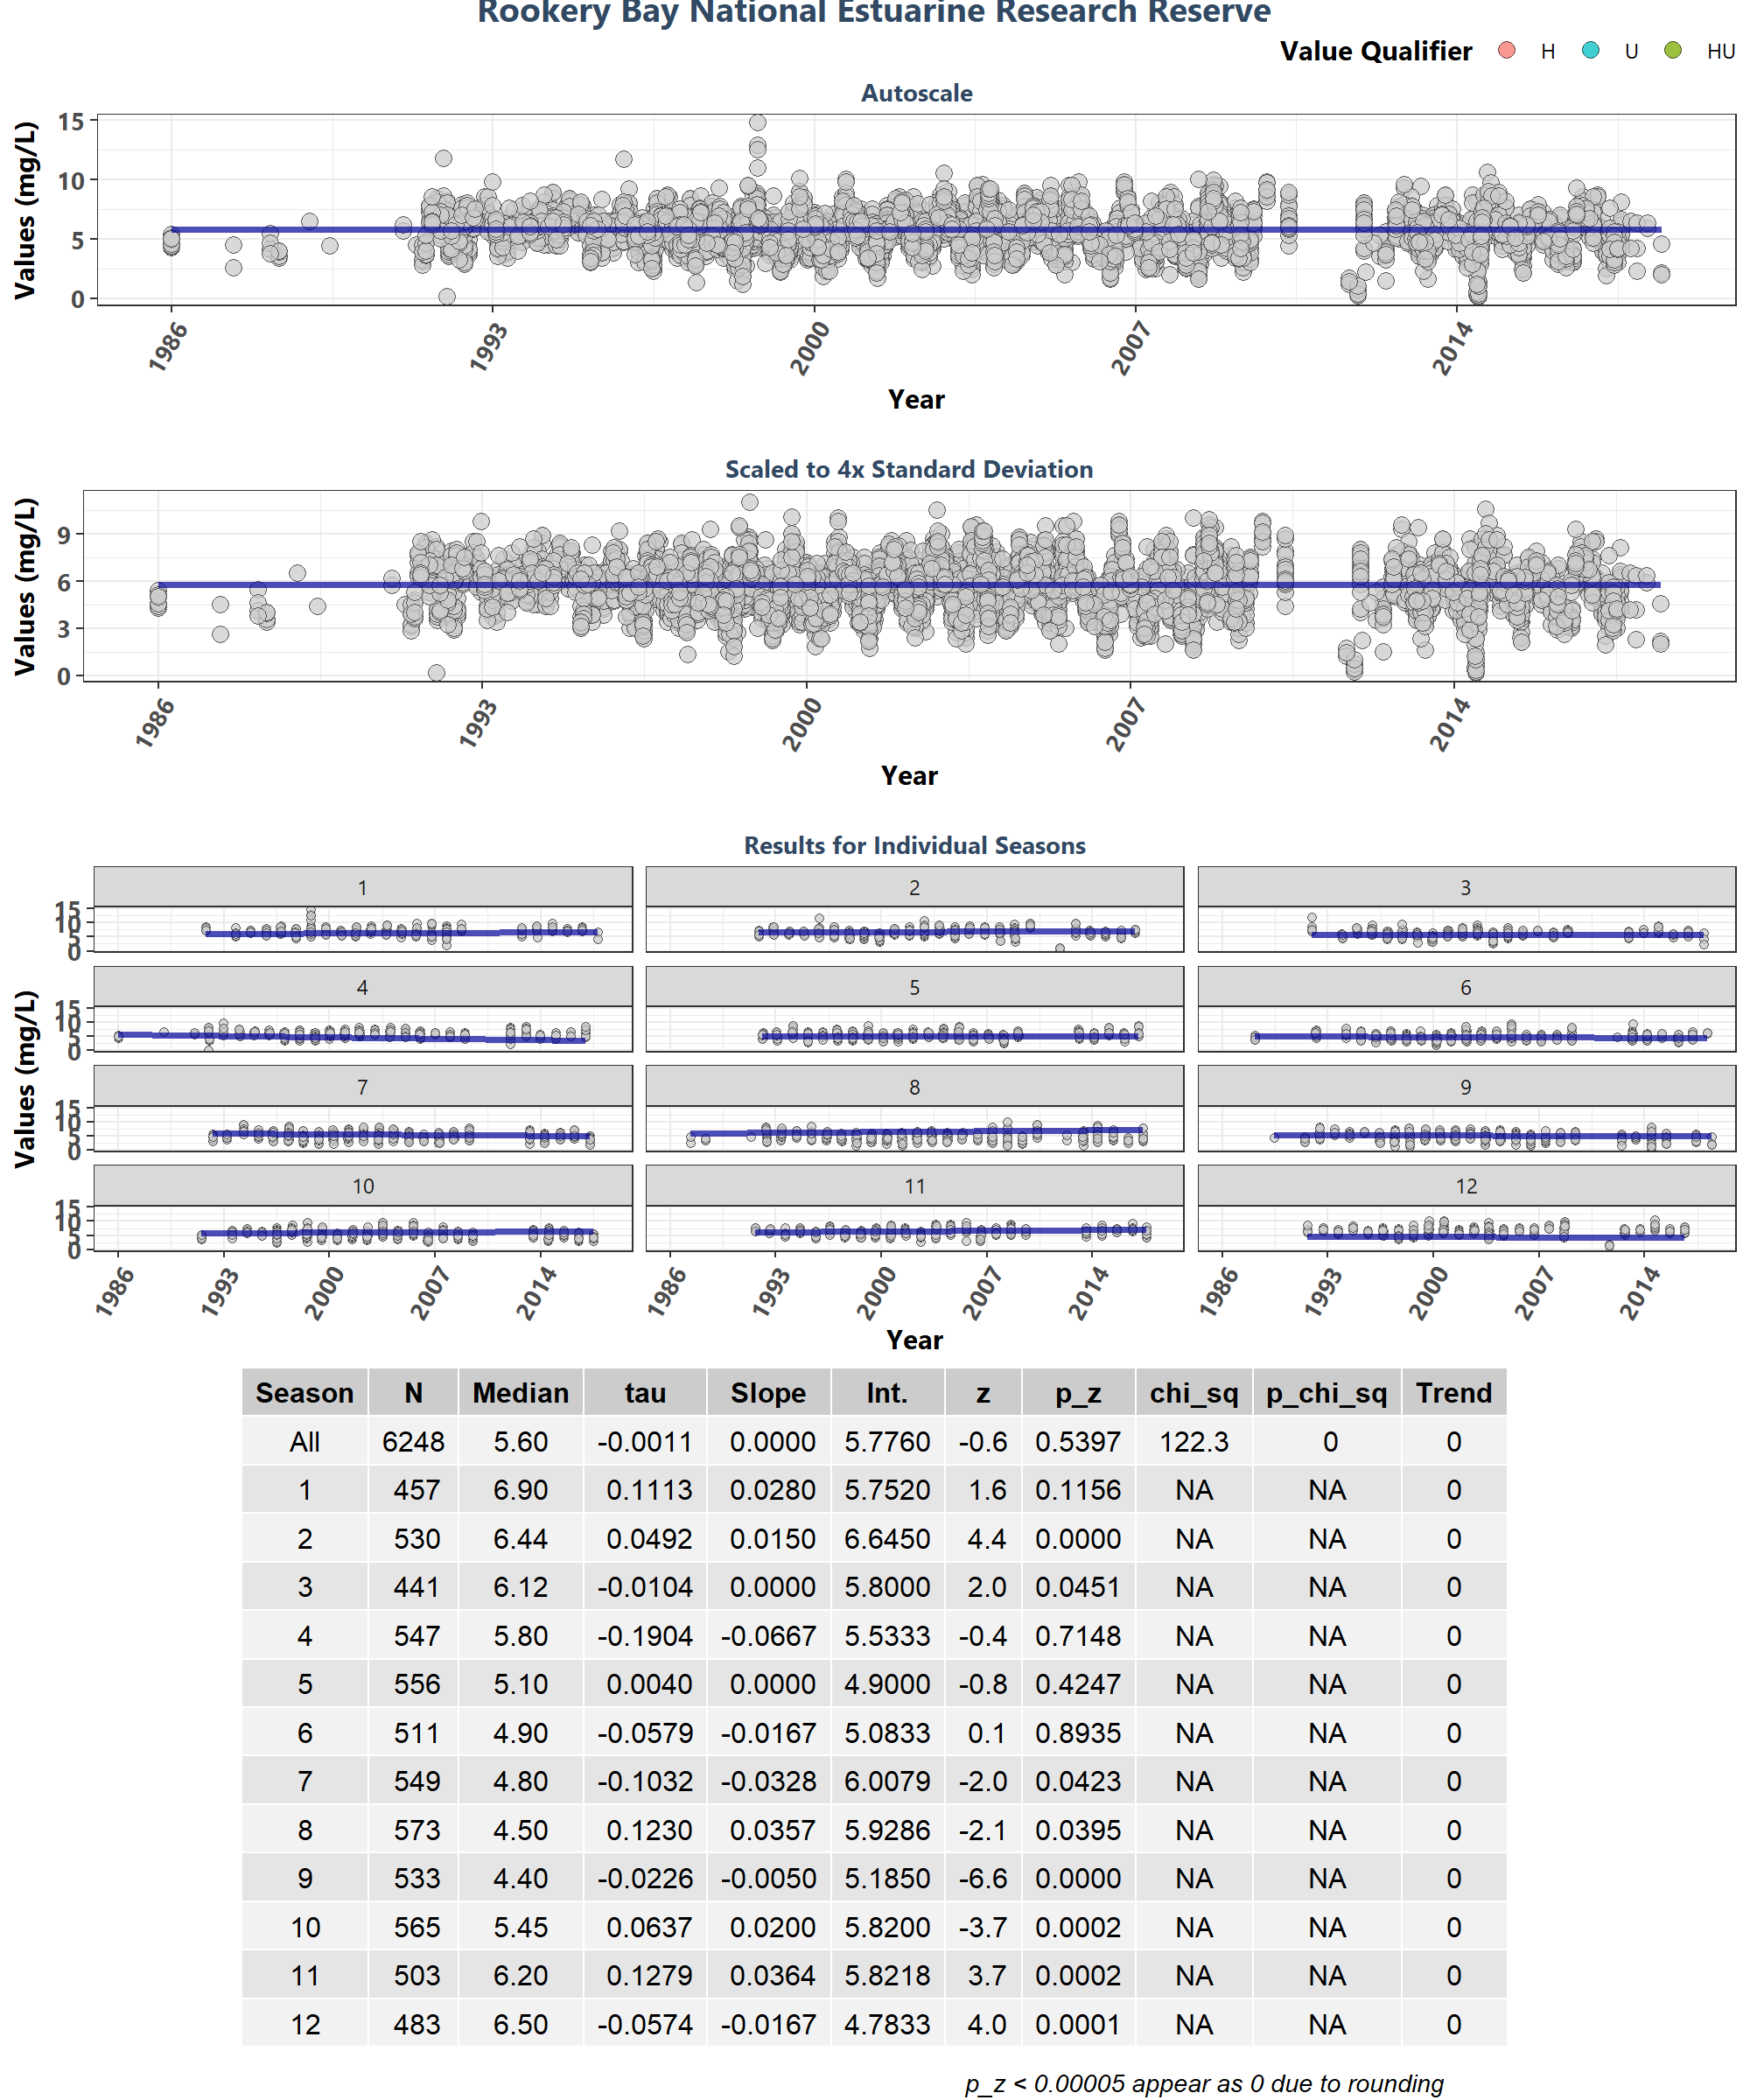 Rookery Bay National Estuarine Research Reserve
Value Qualifier H U HU
Autoscale
Values (mg/L)
15
10
5
0
1986 1993 2000 2007 2014
Year
Scaled to 4x Standard Deviation
Values (mg/L)
9
6
3
0
1986 1993 2000 2007 2014
Year
Results for Individual Seasons
Values (mg/L)
1 2 3
15
10
5
0
4 5 6
15
10
5
0
7 8 9
15
10
5
0
10 11 12
15
10
5
0
1986 1993 2000 2007 2014 1986 1993 2000 2007 2014 1986 1993 2000 2007 2014
Year
Season N Median tau Slope Int. z p_z chi_sq p_chi_sq Trend
All 6248 5.60 -0.0011 0.0000 5.7760 -0.6 0.5397 122.3 0 0
1 457 6.90 0.1113 0.0280 5.7520 1.6 0.1156 NA NA 0
2 530 6.44 0.0492 0.0150 6.6450 4.4 0.0000 NA NA 0
3 441 6.12 -0.0104 0.0000 5.8000 2.0 0.0451 NA NA 0
4 547 5.80 -0.1904 -0.0667 5.5333 -0.4 0.7148 NA NA 0
5 556 5.10 0.0040 0.0000 4.9000 -0.8 0.4247 NA NA 0
6 511 4.90 -0.0579 -0.0167 5.0833 0.1 0.8935 NA NA 0
7 549 4.80 -0.1032 -0.0328 6.0079 -2.0 0.0423 NA NA 0
8 573 4.50 0.1230 0.0357 5.9286 -2.1 0.0395 NA NA 0
9 533 4.40 -0.0226 -0.0050 5.1850 -6.6 0.0000 NA NA 0
10 565 5.45 0.0637 0.0200 5.8200 -3.7 0.0002 NA NA 0
11 503 6.20 0.1279 0.0364 5.8218 3.7 0.0002 NA NA 0
12 483 6.50 -0.0574 -0.0167 4.7833 4.0 0.0001 NA NA 0
p_z < 0.00005 appear as 0 due to rounding